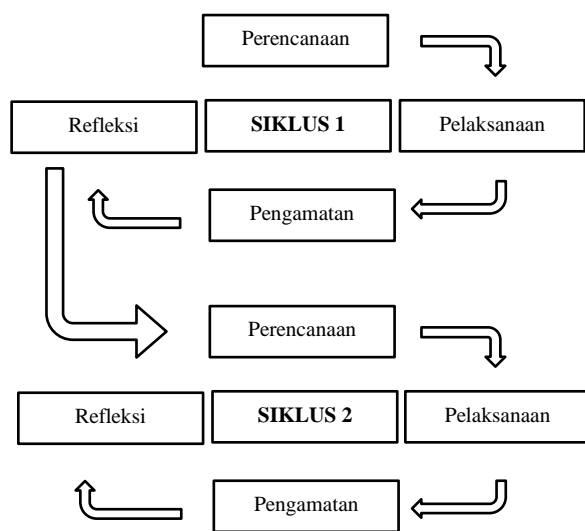 Perencanaan
Refleksi
SIKLUS 1
Pelaksanaan
Pengamatan
Perencanaan
Refleksi
SIKLUS 2
Pelaksanaan
Pengamatan